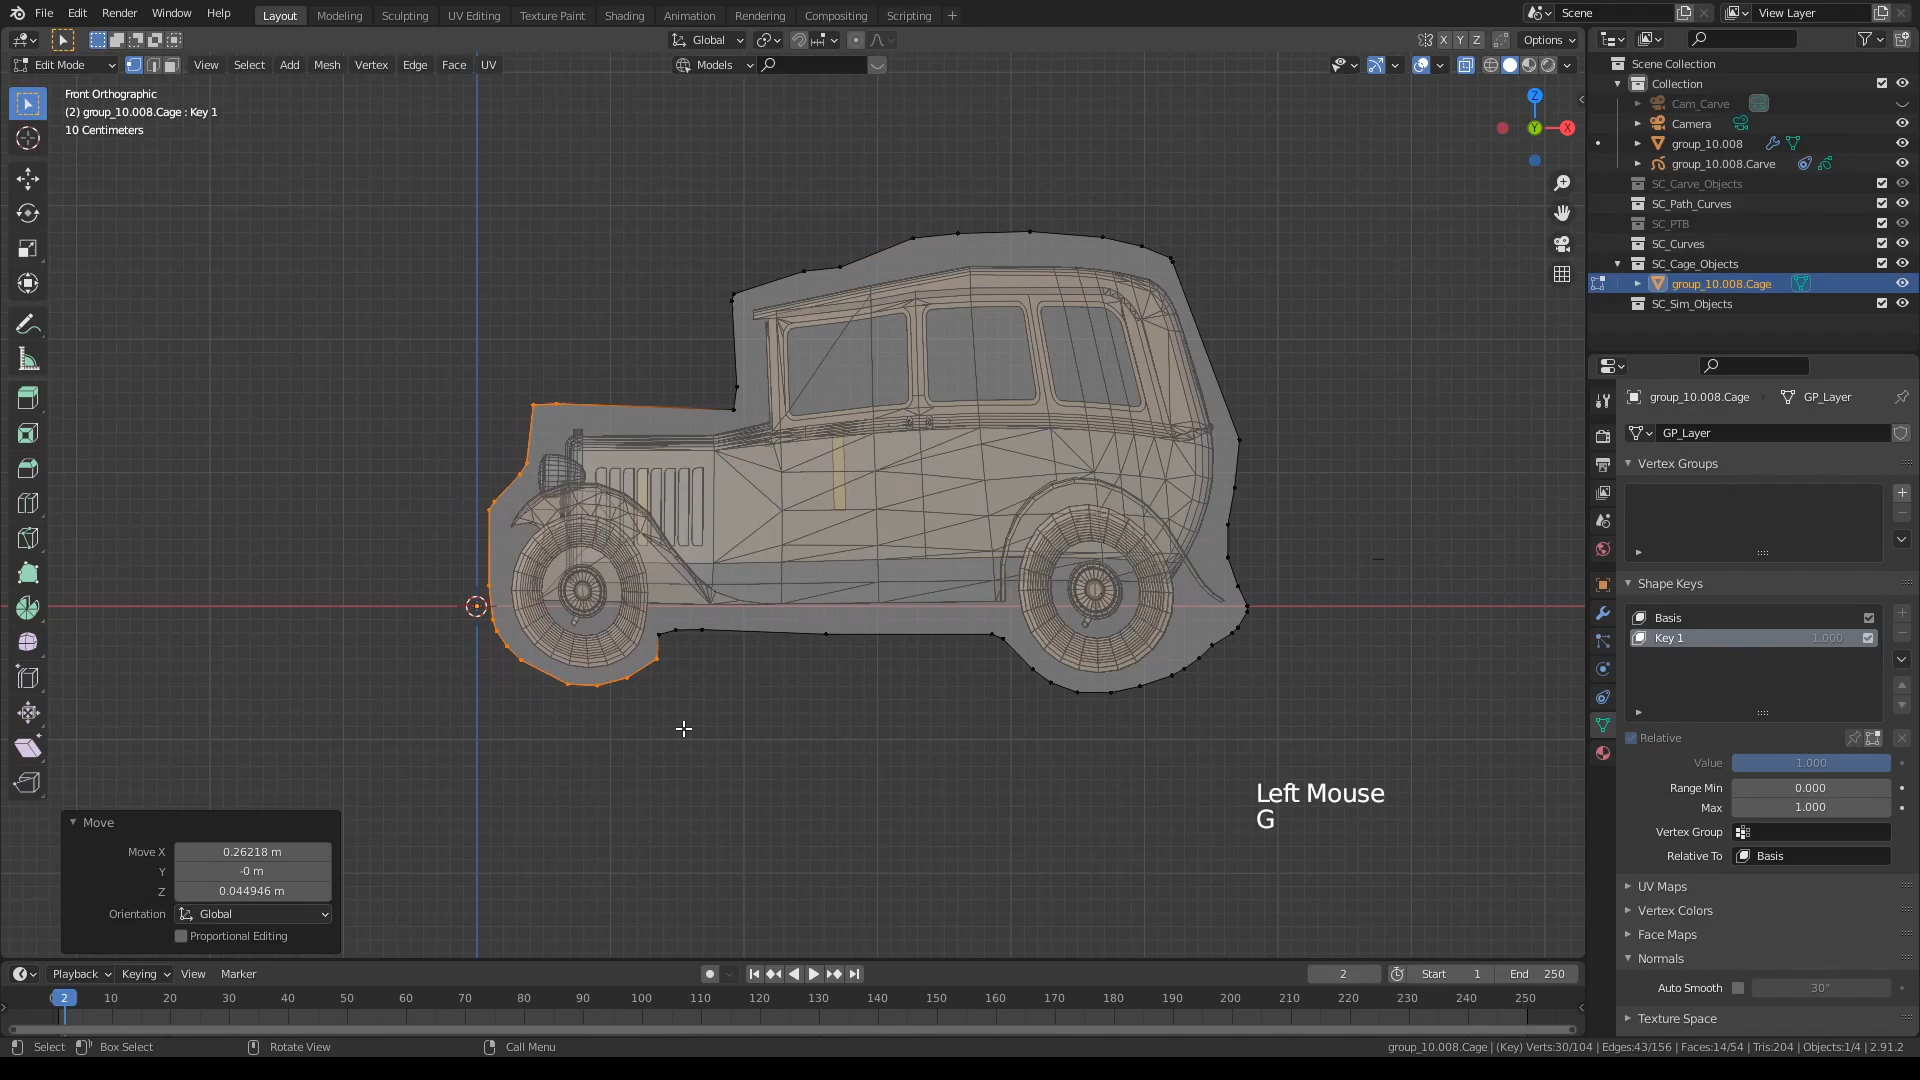 File Edit Render Window Help Layout Modeling Sculpting UV Editing Texture Paint Shading Animation Rendering Compositing Scripting + Scene View Layer
Global X Y Z Options
Edit Mode View Select Add Mesh Vertex Edge Face UV Models
Front Orthographic
(2) group_10.008.Cage : Key 1
10 Centimeters
Z
Y
X
Scene Collection
Collection
Cam_Carve
Camera
group_10.008
group_10.008.Carve
SC_Carve_Objects
SC_Path_Curves
SC_PTB
SC_Curves
SC_Cage_Objects
group_10.008.Cage
SC_Sim_Objects
group_10.008.Cage GP_Layer
GP_Layer
Vertex Groups
Shape Keys
Basis
Key 1 1.000
Relative
Value 1.000
Range Min 0.000
Max 1.000
Vertex Group
Relative To Basis
UV Maps
Vertex Colors
Face Maps
Normals
Auto Smooth 30°
Texture Space
Left Mouse
G
Move
Move X 0.26218 m
Y -0 m
Z 0.044946 m
Orientation Global
Proportional Editing
Playback Keying View Marker 2 Start 1 End 250
2 10 20 30 40 50 60 70 80 90 100 110 120 130 140 150 160 170 180 190 200 210 220 230 240 250
Select Box Select Rotate View Call Menu group_10.008.Cage | (Key) Verts:30/104 | Edges:43/156 | Faces:14/54 | Tris:204 | Objects:1/4 | 2.91.2